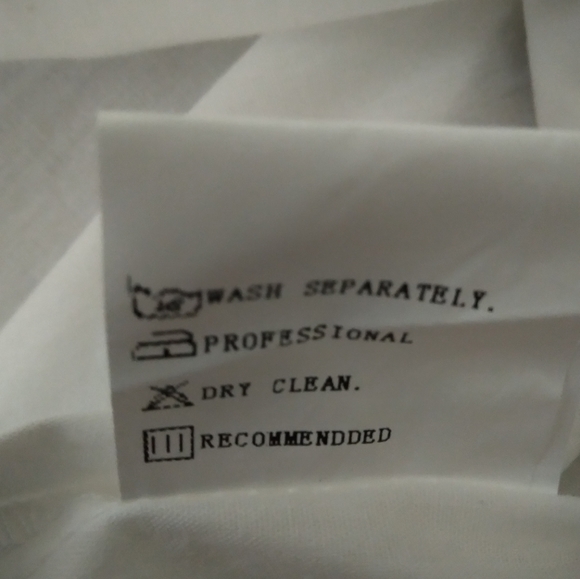 WASH SEPARATELY.
PROFESSIONAL
DRY CLEAN.
RECOMMENDDED